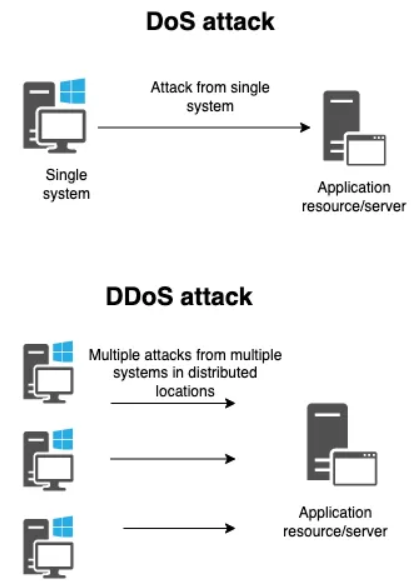 DoS attack
Attack from single
system
Single
system
Application
resource/server
DDoS attack
Multiple attacks from multiple
systems in distributed
locations
Application
resource/server